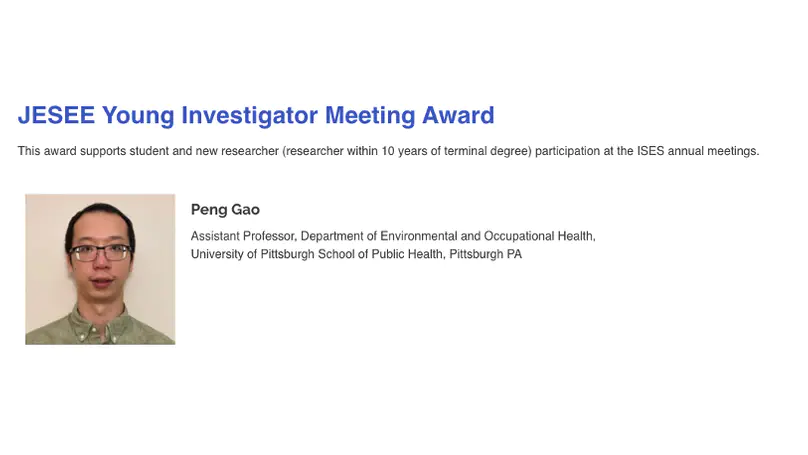 JESEE Young Investigator Meeting Award
This award supports student and new researcher (researcher within 10 years of terminal degree) participation at the ISES annual meetings.
Peng Gao
Assistant Professor, Department of Environmental and Occupational Health,
University of Pittsburgh School of Public Health, Pittsburgh PA